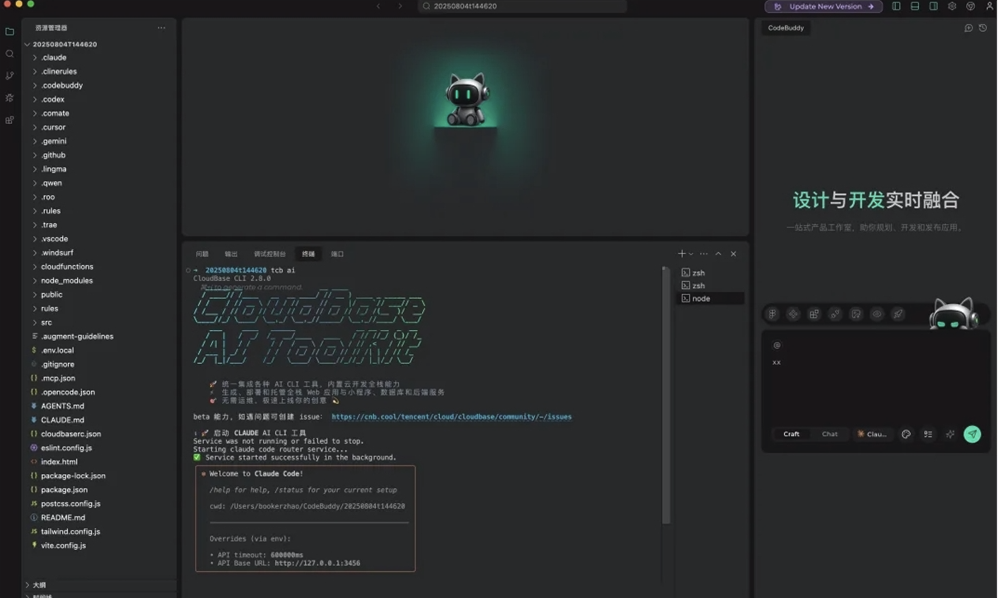 20250804t144620
Update New Version
资源管理器
20250804T144620
.claude
.clinerules
.codebuddy
.codex
.comate
.cursor
.gemini
.github
.lingma
.qwen
.roo
.rules
.trae
.vscode
.windsurf
cloudfunctions
node_modules
public
rules
src
.augment-guidelines
.env.local
.gitignore
.mcp.json
.opencode.json
AGENTS.md
CLAUDE.md
cloudbaserc.json
eslint.config.js
index.html
package-lock.json
package.json
postcss.config.js
README.md
tailwind.config.js
vite.config.js
大纲
问题 输出 调试控制台 终端 端口
20250804t144620 tcb ai
CloudBase CLI 2.8.0
to generate a command.
CloudBase
AI ToolKit
统一集成各种 AI CLI 工具，内置云开发全栈能力
生成、部署和托管全栈 Web 应用与小程序，数据库和后端服务
无需运维，极速上线你的创意
beta 能力，如遇问题可创建 issue： https://cnb.cool/tencent/cloud/cloudbase/community/-/issues
启动 CLAUDE AI CLI 工具
Service was not running or failed to stop.
Starting claude code router service...
Service started successfully in the background.
Welcome to Claude Code!
/help for help, /status for your current setup
cwd: /Users/bookerzhao/CodeBuddy/20250804t144620
Overrides (via env):
• API timeout: 600000ms
• API Base URL: http://127.0.0.1:3456
zsh
zsh
node
CodeBuddy
设计与开发实时融合
一站式产品工作室，助你规划、开发和发布应用。
@
xx
Craft Chat Clau...